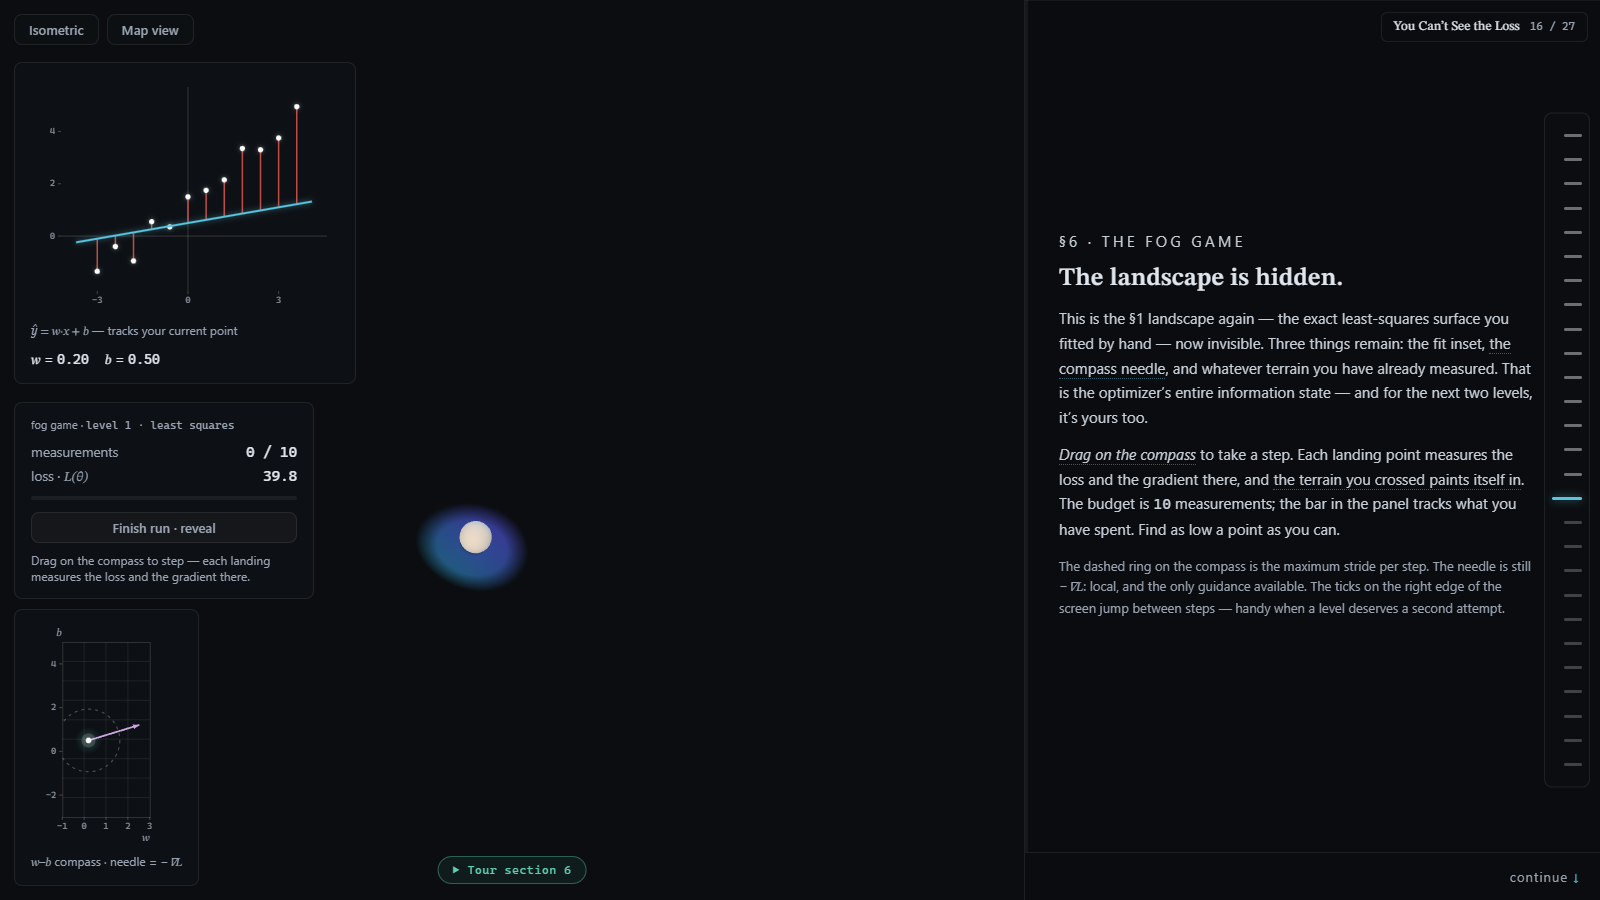 Isometric
Map view
You Can't See the Loss 16 / 27
4
2
0
−3
0
3
ŷ = w·x + b — tracks your current point
w = 0.20 b = 0.50
fog game · level 1 · least squares
measurements 0 / 10
loss · L(θ) 39.8
Finish run · reveal
Drag on the compass to step — each landing
measures the loss and the gradient there.
b
4
2
0
−2
−1 0 1 2 3
w
w–b compass · needle = − ∇L
▶ Tour section 6
§6 · THE FOG GAME
The landscape is hidden.
This is the §1 landscape again — the exact least-squares surface you
fitted by hand — now invisible. Three things remain: the fit inset, the
compass needle, and whatever terrain you have already measured. That
is the optimizer's entire information state — and for the next two levels,
it's yours too.
Drag on the compass to take a step. Each landing point measures the
loss and the gradient there, and the terrain you crossed paints itself in.
The budget is 10 measurements; the bar in the panel tracks what you
have spent. Find as low a point as you can.
The dashed ring on the compass is the maximum stride per step. The needle is still
− ∇L: local, and the only guidance available. The ticks on the right edge of the
screen jump between steps — handy when a level deserves a second attempt.
continue ↓